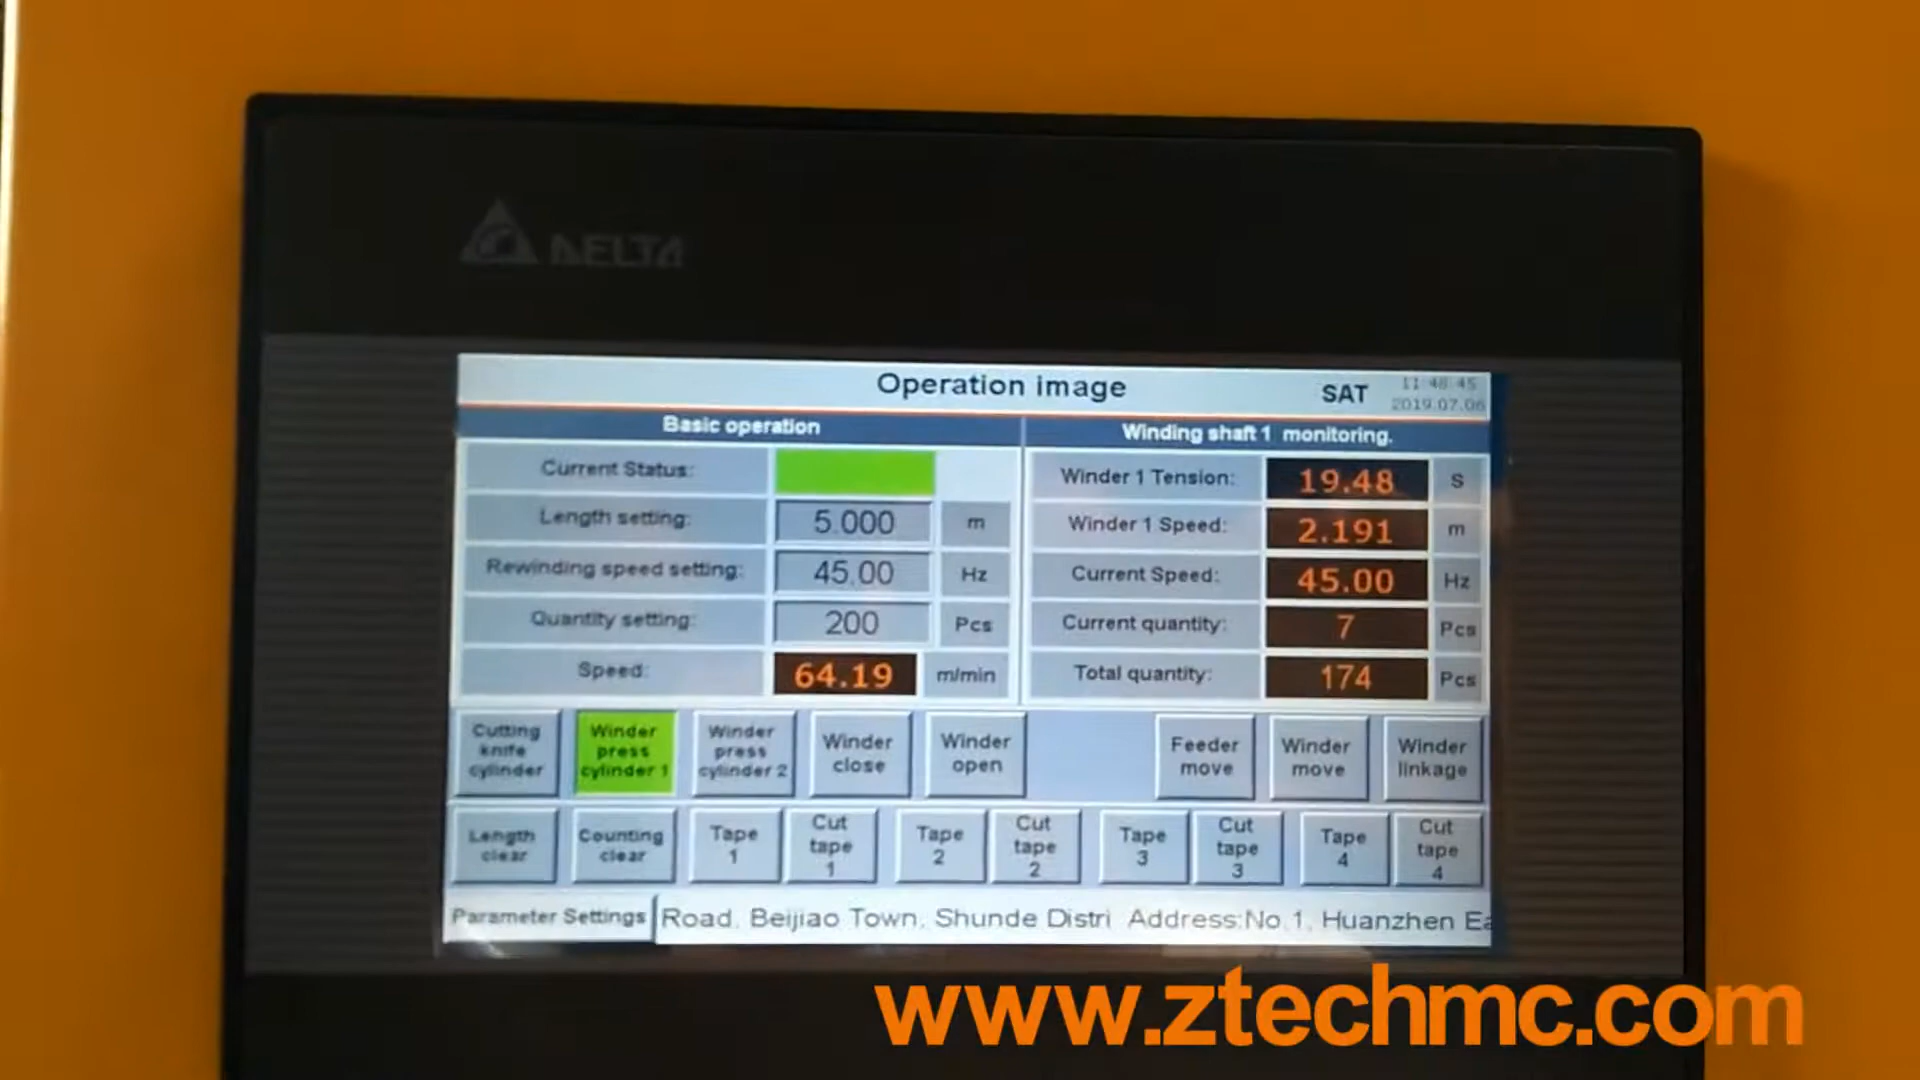 DELTA
Operation image
SAT
11:48:45
2019.07.06
Basic operation
Winding shaft 1 monitoring.
Current Status:
Length setting: 5.000 m
Rewinding speed setting: 45.00 Hz
Quantity setting: 200 Pcs
Speed: 64.19 m/min
Winder 1 Tension: 19.48 S
Winder 1 Speed: 2.191 m
Current Speed: 45.00 Hz
Current quantity: 7 Pcs
Total quantity: 174 Pcs
Cutting
knife
cylinder
Winder
press
cylinder 1
Winder
press
cylinder 2
Winder
close
Winder
open
Feeder
move
Winder
move
Winder
linkage
Length
clear
Counting
clear
Tape
1
Cut
tape
1
Tape
2
Cut
tape
2
Tape
3
Cut
tape
3
Tape
4
Cut
tape
4
Parameter Settings
Road, Beijiao Town, Shunde Distri Address:No.1, Huanzhen Ea
www.ztechmc.com